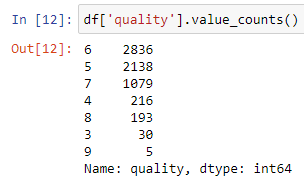 In [12]: df['quality'].value_counts()
Out[12]: 6    2836
5    2138
7    1079
4     216
8     193
3      30
9       5
Name: quality, dtype: int64